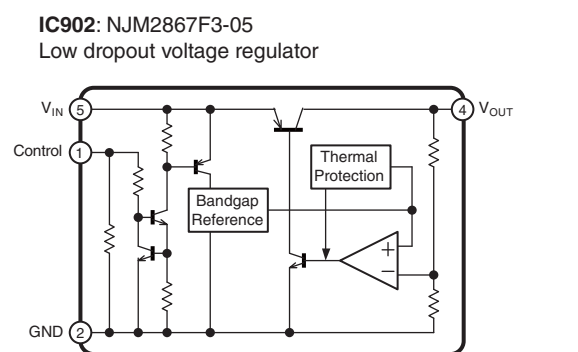 IC902: NJM2867F3-05
Low dropout voltage regulator
VIN 5
4 VOUT
Control 1
Thermal
Protection
Bandgap
Reference
+
−
GND 2